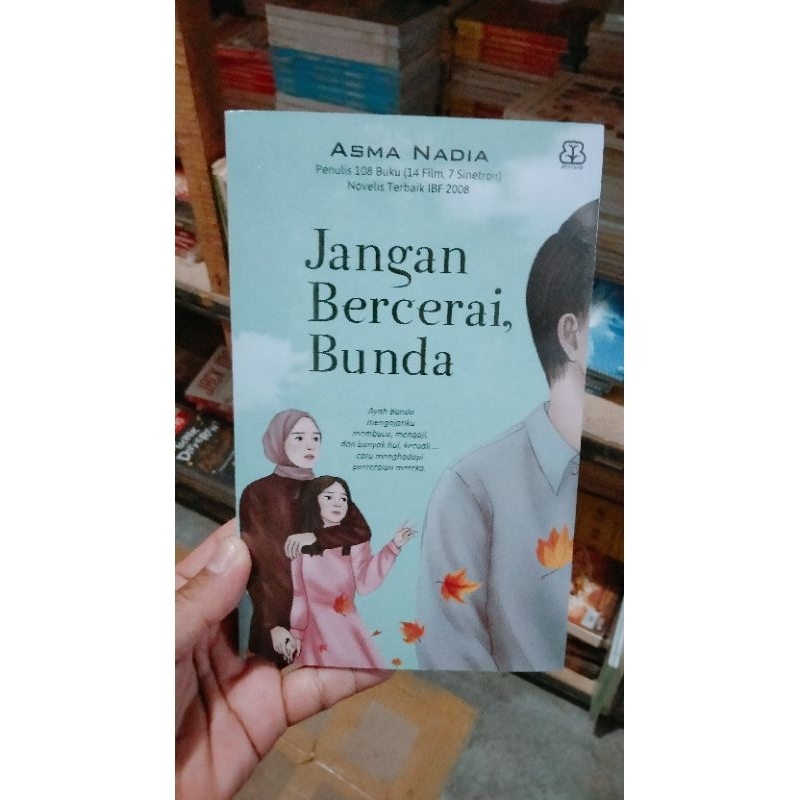 ASMA NADIA
Penulis 108 Buku (14 Film, 7 Sinetron)
Novelis Terbaik IBF 2008
Jangan
Bercerai,
Bunda
Ayah Bunda
mengajariku
membaca, mengaji,
dan banyak hal, kecuali ...
cara menghadapi
perceraian mereka.